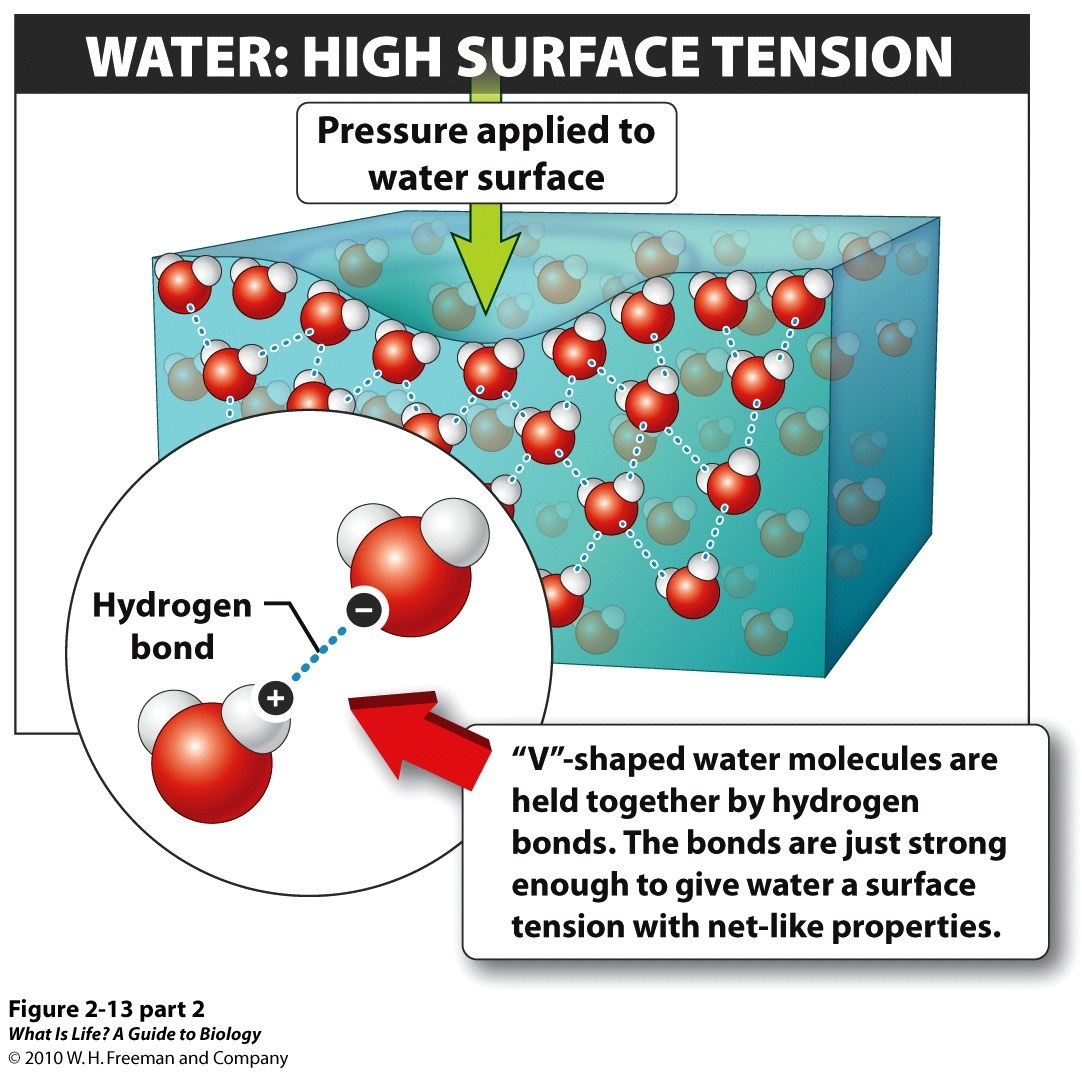 WATER: HIGH SURFACE TENSION
Pressure applied to
water surface
Hydrogen
bond
−
+
“V”-shaped water molecules are
held together by hydrogen
bonds. The bonds are just strong
enough to give water a surface
tension with net-like properties.
Figure 2-13 part 2
What Is Life? A Guide to Biology
© 2010 W. H. Freeman and Company